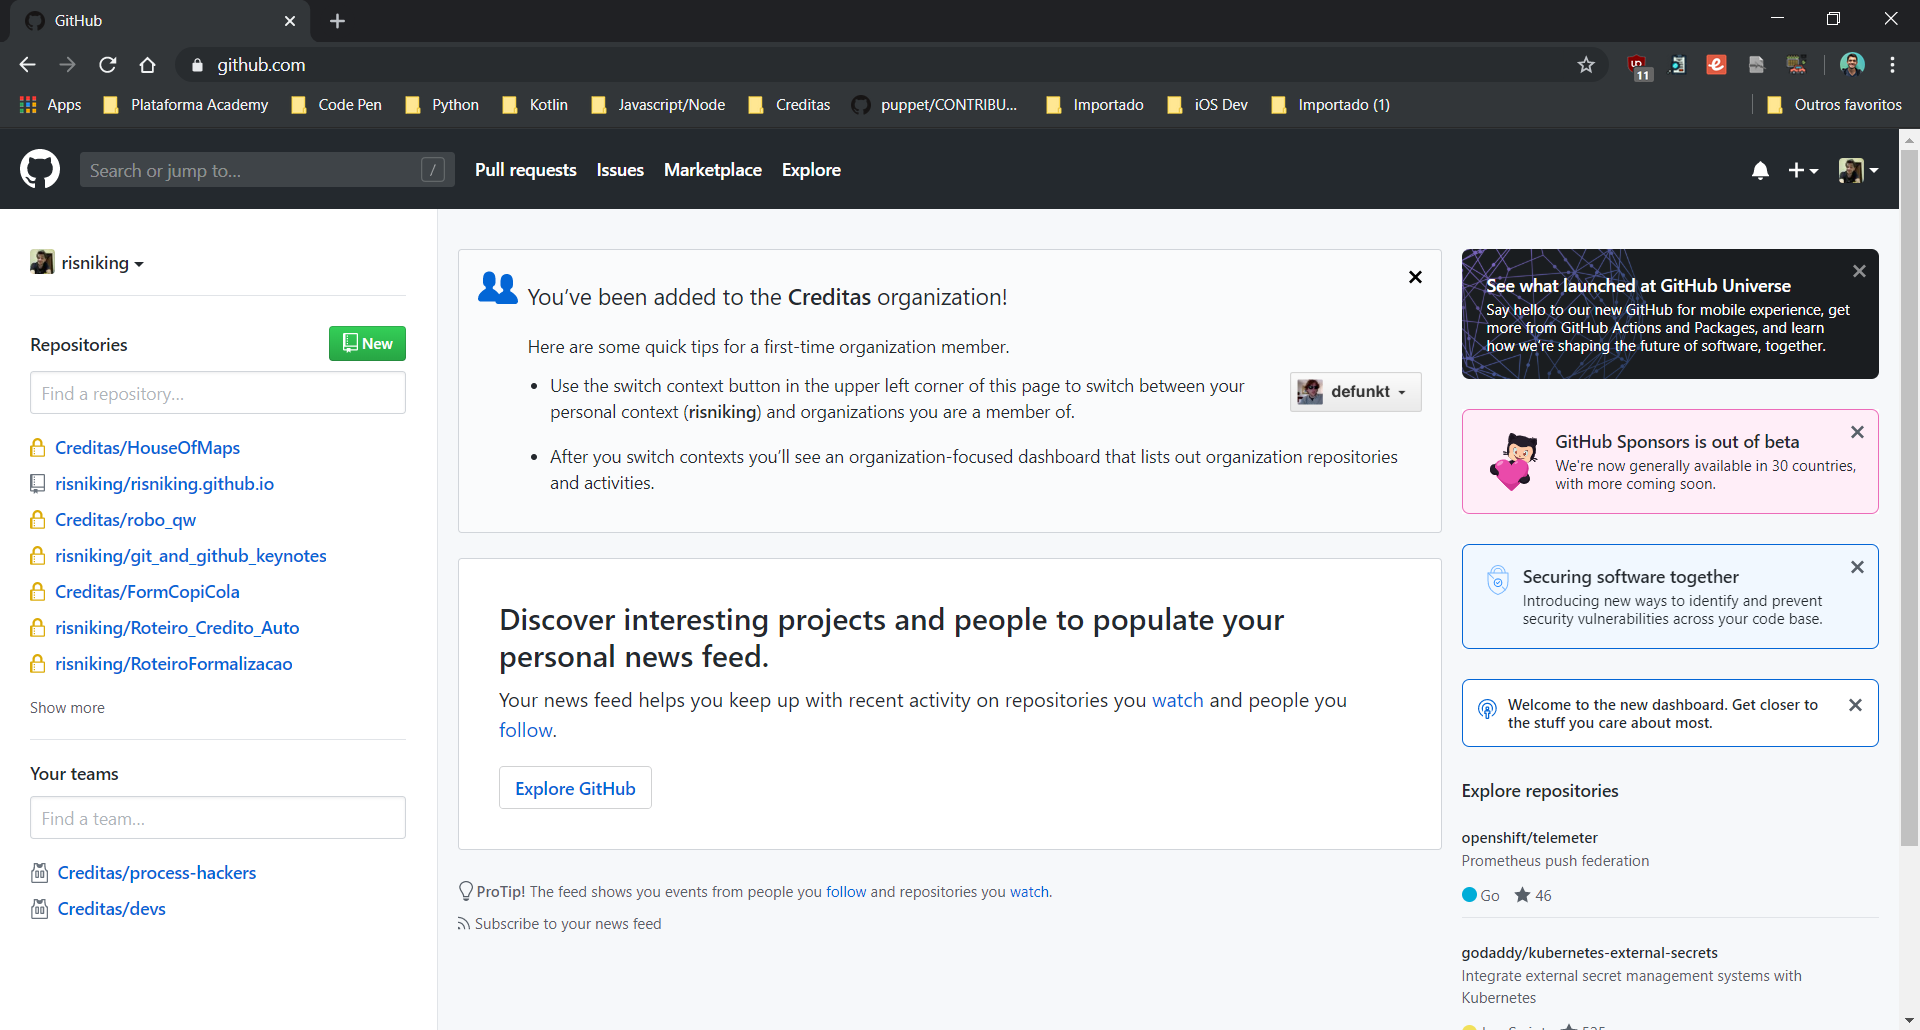 GitHub
github.com
11
Apps
Plataforma Academy
Code Pen
Python
Kotlin
Javascript/Node
Creditas
puppet/CONTRIBU...
Importado
iOS Dev
Importado (1)
Outros favoritos
Search or jump to...
/
Pull requests
Issues
Marketplace
Explore
risniking
Repositories
New
Find a repository...
Creditas/HouseOfMaps
risniking/risniking.github.io
Creditas/robo_qw
risniking/git_and_github_keynotes
Creditas/FormCopiCola
risniking/Roteiro_Credito_Auto
risniking/RoteiroFormalizacao
Show more
Your teams
Find a team...
Creditas/process-hackers
Creditas/devs
You've been added to the Creditas organization!
Here are some quick tips for a first-time organization member.
Use the switch context button in the upper left corner of this page to switch between your
personal context (risniking) and organizations you are a member of.
defunkt
After you switch contexts you'll see an organization-focused dashboard that lists out organization repositories
and activities.
Discover interesting projects and people to populate your
personal news feed.
Your news feed helps you keep up with recent activity on repositories you watch and people you
follow.
Explore GitHub
ProTip! The feed shows you events from people you follow and repositories you watch.
Subscribe to your news feed
See what launched at GitHub Universe
Say hello to our new GitHub for mobile experience, get
more from GitHub Actions and Packages, and learn
how we're shaping the future of software, together.
GitHub Sponsors is out of beta
We're now generally available in 30 countries,
with more coming soon.
Securing software together
Introducing new ways to identify and prevent
security vulnerabilities across your code base.
Welcome to the new dashboard. Get closer to
the stuff you care about most.
Explore repositories
openshift/telemeter
Prometheus push federation
Go 46
godaddy/kubernetes-external-secrets
Integrate external secret management systems with
Kubernetes